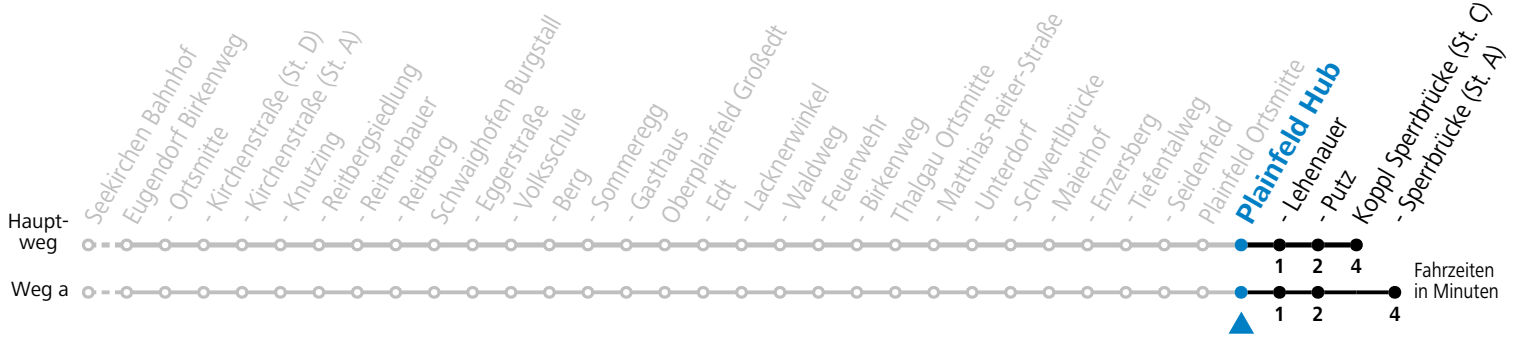 Seekirchen Bahnhof
Eugendorf Birkenweg
- Ortsmitte
- Kirchenstraße (St. D)
- Kirchenstraße (St. A)
- Knutzing
- Reitbergsiedlung
- Reitnerbauer
- Reitberg
Schwaighofen Burgstall
- Eggerstraße
- Volksschule
Berg
- Sommeregg
- Gasthaus
Oberplainfeld Großedt
- Edt
- Lacknerwinkel
- Waldweg
- Feuerwehr
- Birkenweg
Thalgau Ortsmitte
- Matthias-Reiter-Straße
- Unterdorf
- Schwertlbrücke
- Maierhof
- Enzersberg
- Tiefentalweg
- Seidenfeld
Plainfeld Ortsmitte
Plainfeld Hub
- Lehenauer
- Putz
Koppl Sperrbrücke (St. C)
- Sperrbrücke (St. A)
Haupt-
weg
1 2 4
Weg a
1 2 4
Fahrzeiten
in Minuten